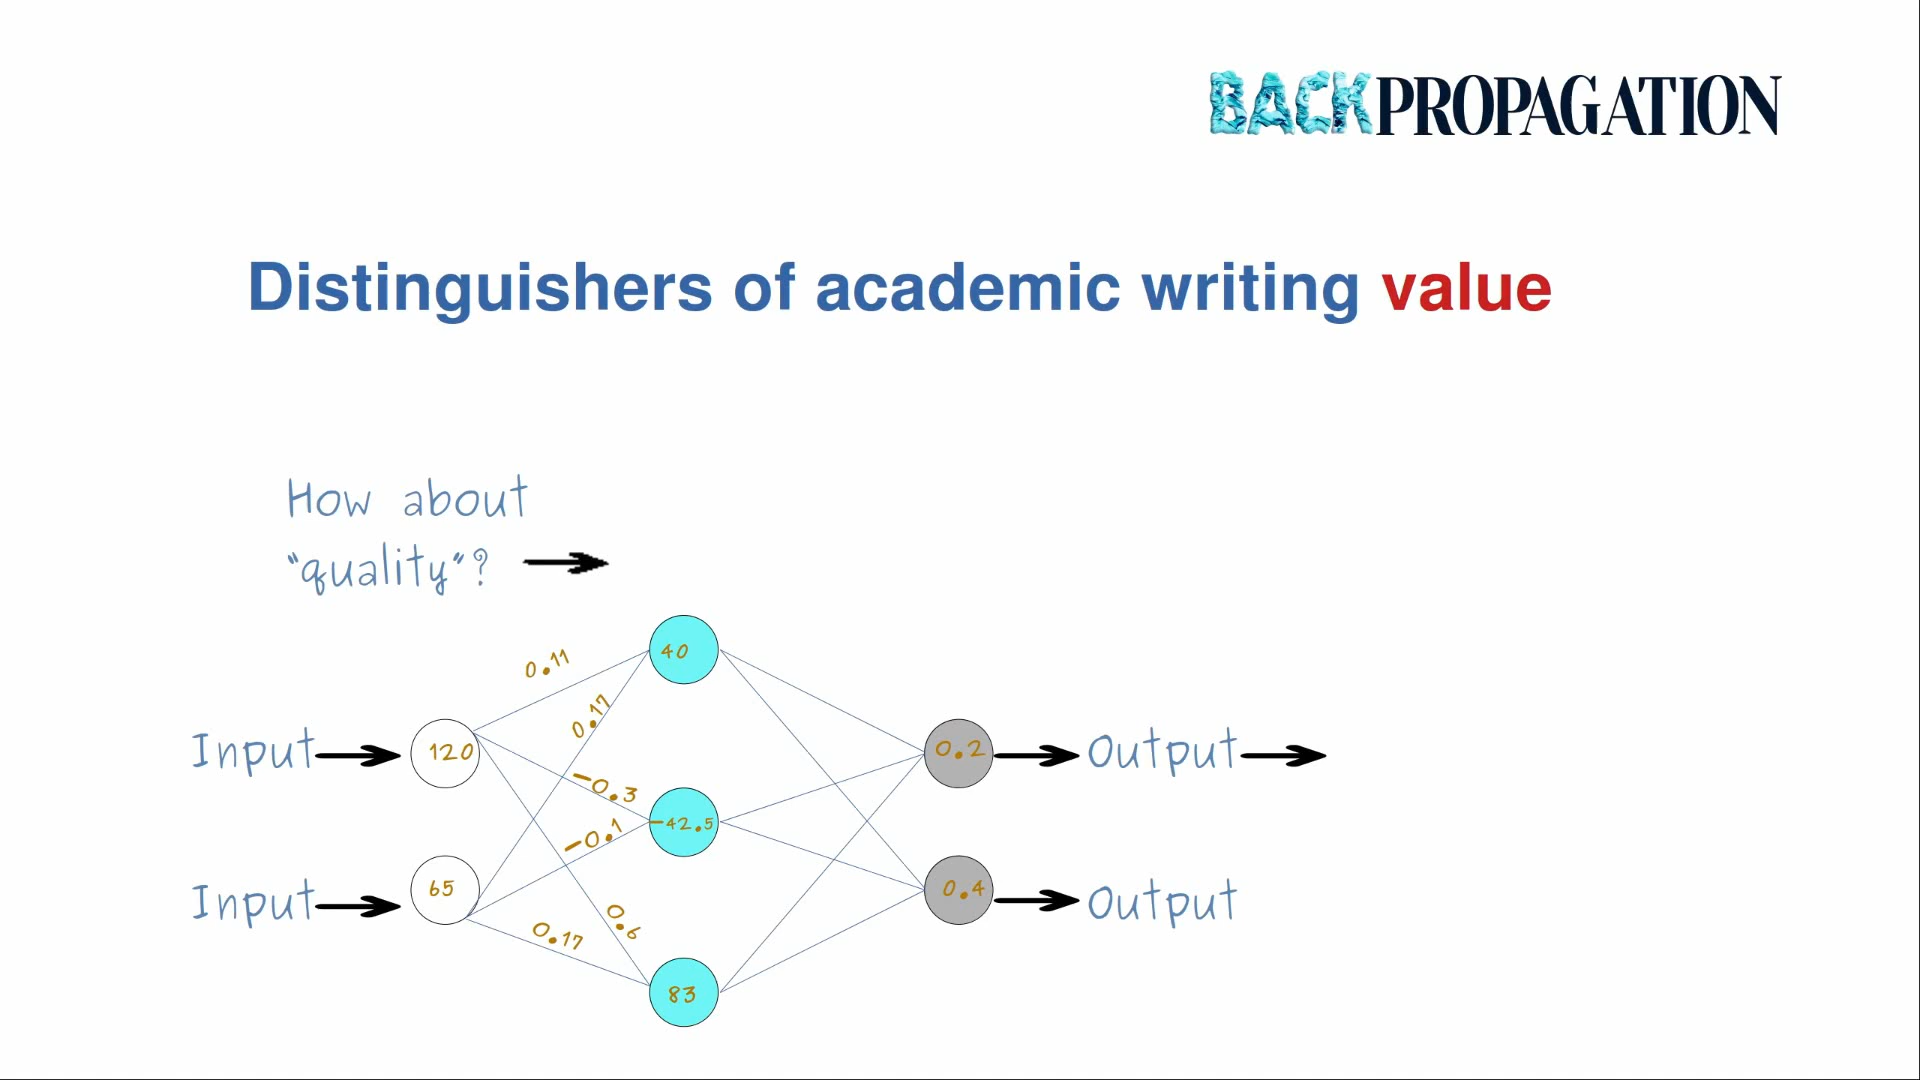 BACKPROPAGATION
Distinguishers of academic writing value
How about
"quality"?
0.11
40
0.17
Input
120
-0.3
0.2
Output
-42.5
-0.1
Input
65
0.4
Output
0.6
0.17
83